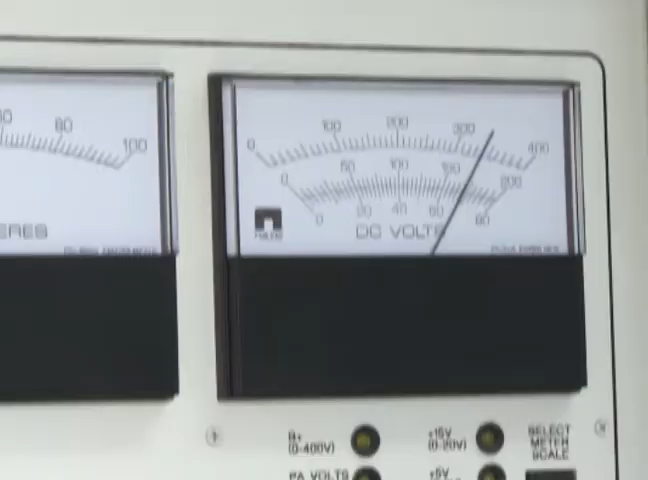 80
100
0 100 200 300 400
0 50 100 150 200
0 20 40 60 80
DC VOLTS
B+
(0-400V)
+15V
(0-20V)
SELECT
METER
SCALE
PA VOLTS
+5V